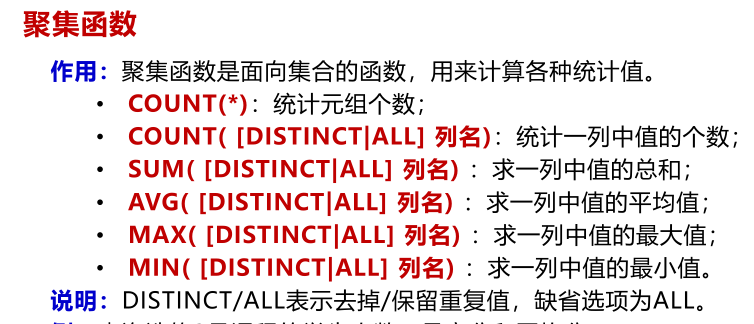 聚集函数
作用：聚集函数是面向集合的函数，用来计算各种统计值。
• COUNT(*)：统计元组个数；
• COUNT( [DISTINCT|ALL] 列名)：统计一列中值的个数；
• SUM( [DISTINCT|ALL] 列名) ：求一列中值的总和；
• AVG( [DISTINCT|ALL] 列名) ：求一列中值的平均值；
• MAX( [DISTINCT|ALL] 列名) ：求一列中值的最大值；
• MIN( [DISTINCT|ALL] 列名) ：求一列中值的最小值。
说明：DISTINCT/ALL表示去掉/保留重复值，缺省选项为ALL。